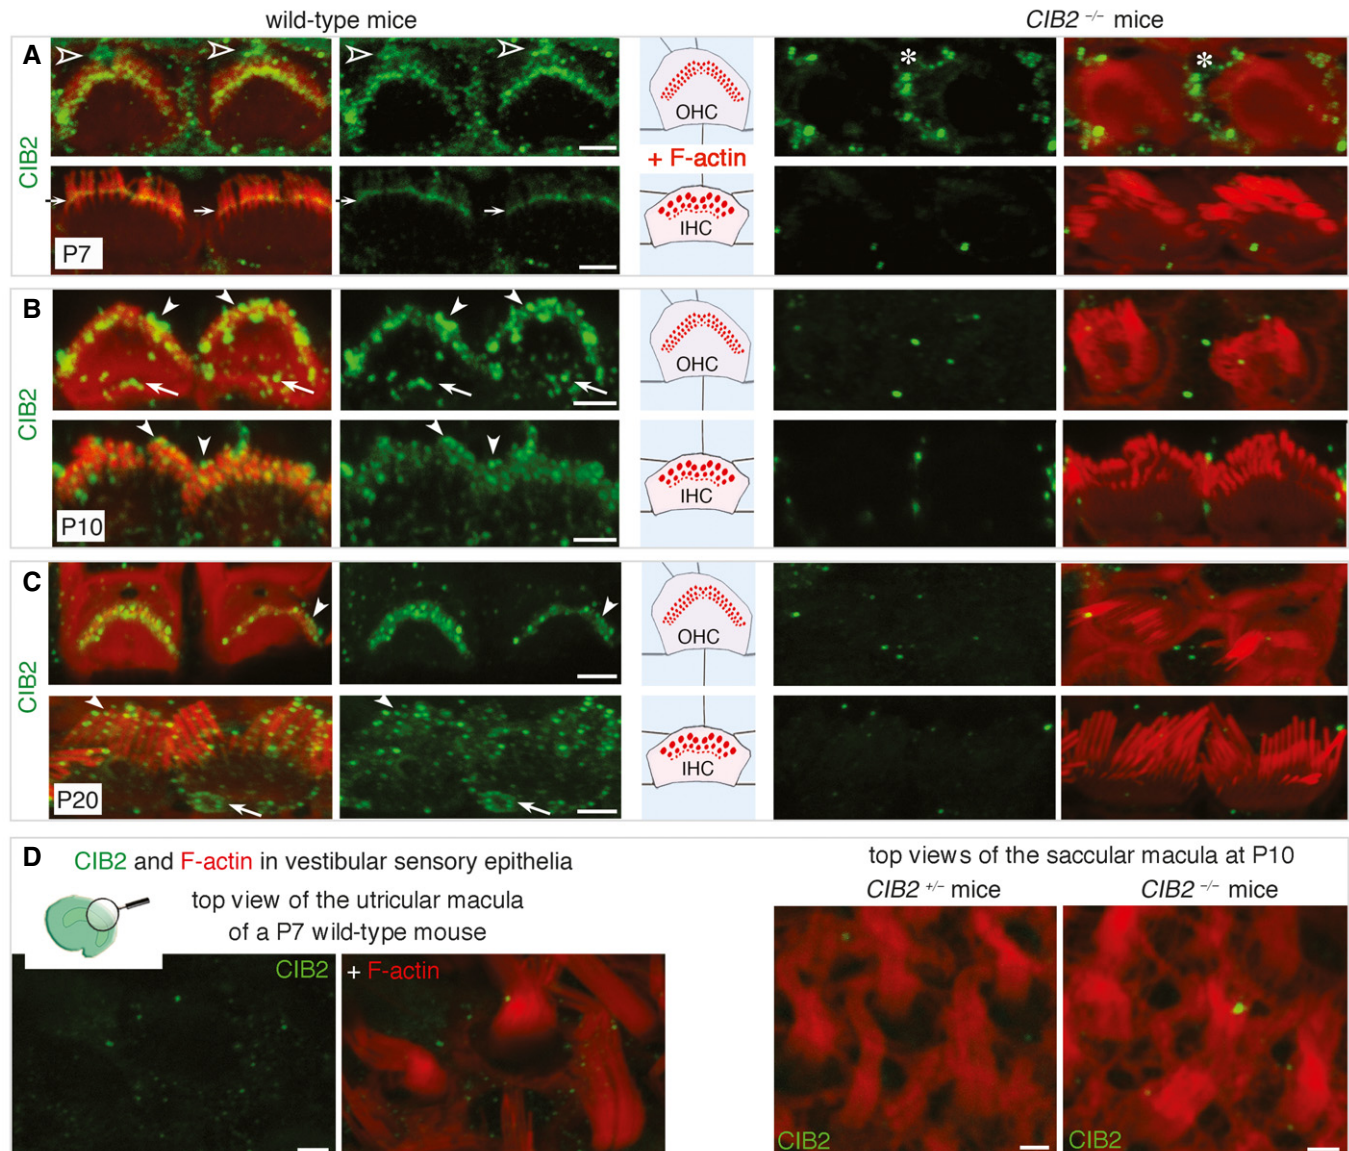 wild-type mice
CIB2 –/– mice
A
CIB2
P7
OHC
+ F-actin
IHC
*
*
B
CIB2
P10
OHC
IHC
C
CIB2
P20
OHC
IHC
D
CIB2 and F-actin in vestibular sensory epithelia
top view of the utricular macula
of a P7 wild-type mouse
CIB2
+ F-actin
top views of the saccular macula at P10
CIB2 +/– mice
CIB2 –/– mice
CIB2
CIB2